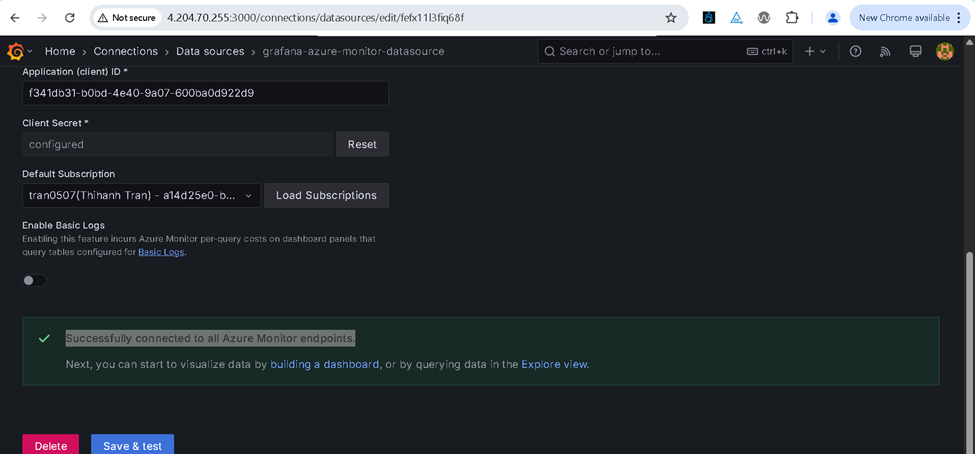 Not secure 4.204.70.255:3000/connections/datasources/edit/fefx11l3fiq68f New Chrome available
Home > Connections > Data sources > grafana-azure-monitor-datasource Search or jump to... ctrl+k
Application (client) ID *
f341db31-b0bd-4e40-9a07-600ba0d922d9
Client Secret *
configured Reset
Default Subscription
tran0507(Thihanh Tran) - a14d25e0-b... Load Subscriptions
Enable Basic Logs
Enabling this feature incurs Azure Monitor per-query costs on dashboard panels that
query tables configured for Basic Logs.
Successfully connected to all Azure Monitor endpoints.
Next, you can start to visualize data by building a dashboard, or by querying data in the Explore view.
Delete Save & test